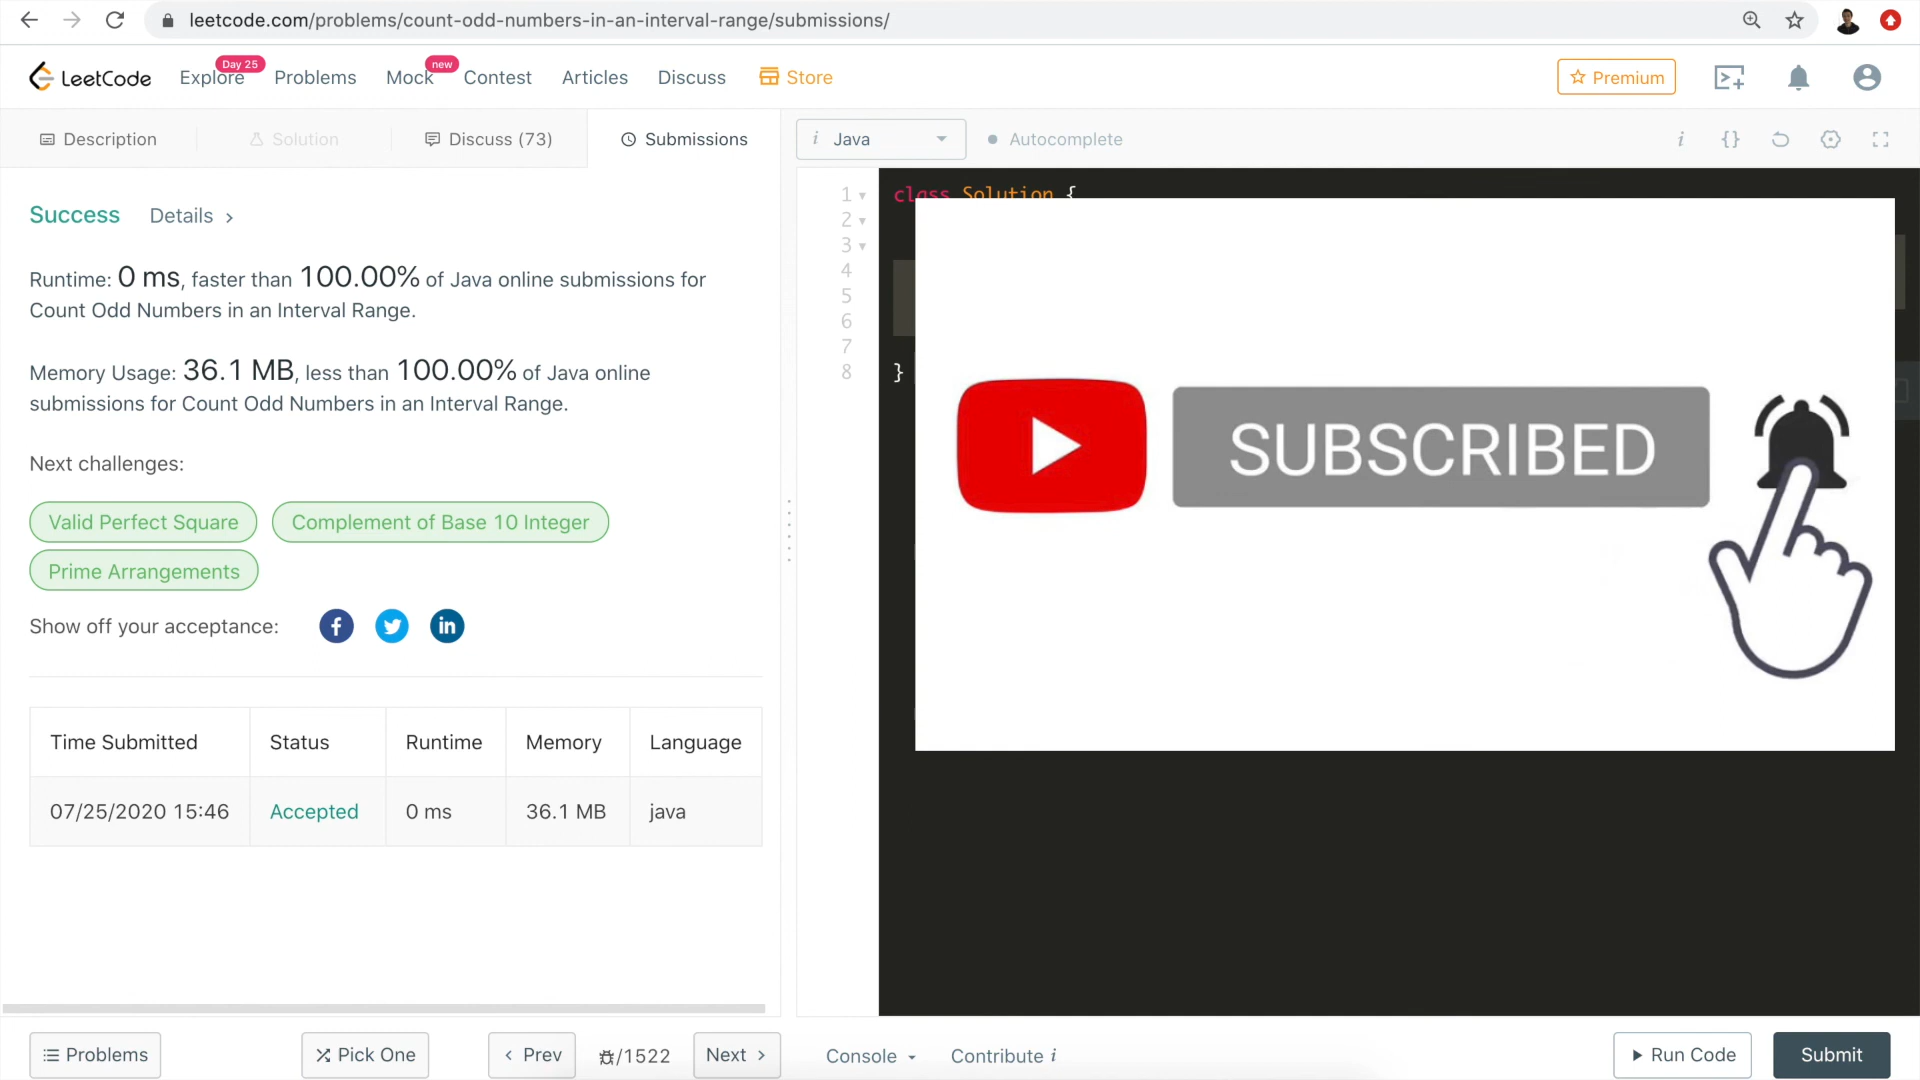 leetcode.com/problems/count-odd-numbers-in-an-interval-range/submissions/
LeetCode Explore Day 25 Problems Mock new Contest Articles Discuss Store Premium
Description Solution Discuss (73) Submissions
i Java Autocomplete i {}
Success Details >
Runtime: 0 ms, faster than 100.00% of Java online submissions for
Count Odd Numbers in an Interval Range.
Memory Usage: 36.1 MB, less than 100.00% of Java online
submissions for Count Odd Numbers in an Interval Range.
Next challenges:
Valid Perfect Square Complement of Base 10 Integer
Prime Arrangements
Show off your acceptance: f in
Time Submitted Status Runtime Memory Language
07/25/2020 15:46 Accepted 0 ms 36.1 MB java
1 class Solution {
2
3
4
5
6
7
8 }
SUBSCRIBED
Problems Pick One < Prev /1522 Next > Console Contribute i Run Code Submit